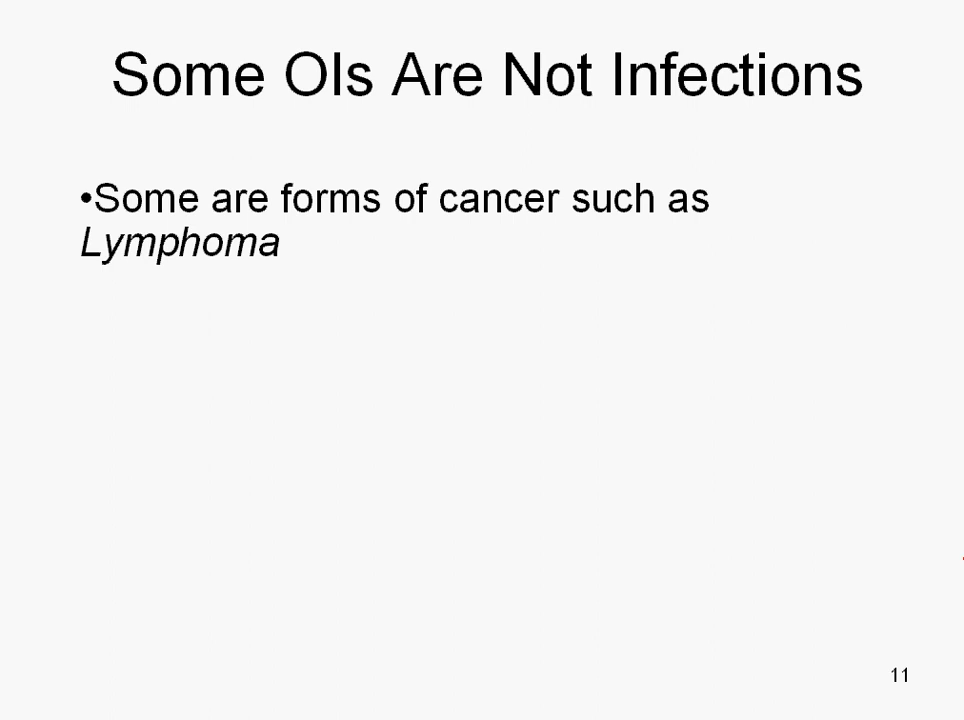 Some OIs Are Not Infections
•Some are forms of cancer such as
Lymphoma
11